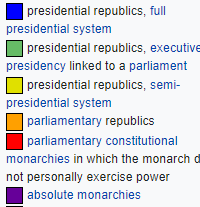 presidential republics, full
presidential system
presidential republics, executive
presidency linked to a parliament
presidential republics, semi-
presidential system
parliamentary republics
parliamentary constitutional
monarchies in which the monarch d
not personally exercise power
absolute monarchies